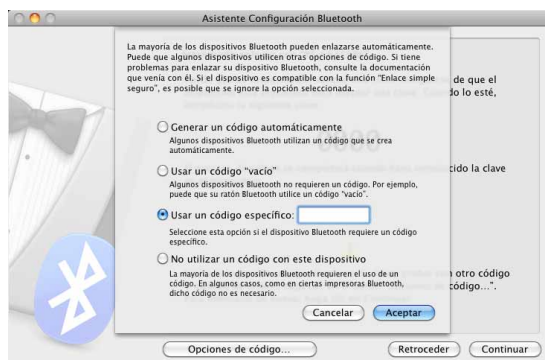 Asistente Configuración Bluetooth
La mayoría de los dispositivos Bluetooth pueden enlazarse automáticamente.
Puede que algunos dispositivos utilicen otras opciones de código. Si tiene
problemas para enlazar su dispositivo Bluetooth, consulte la documentación
que venía con él. Si el dispositivo es compatible con la función "Enlace simple
seguro", es posible que se ignore la opción seleccionada.
de que el
do lo esté,
Generar un código automáticamente
Algunos dispositivos Bluetooth utilizan un código que se crea
automáticamente.
0000
Usar un código "vacío"
cido la clave
Algunos dispositivos Bluetooth no requieren un código. Por ejemplo,
puede que su ratón Bluetooth utilice un código "vacío".
Usar un código específico:
Seleccione esta opción si el dispositivo Bluetooth requiere un código
específico.
No utilizar un código con este dispositivo
La mayoría de los dispositivos Bluetooth requieren el uso de un
código. En algunos casos, como en ciertas impresoras Bluetooth,
dicho código no es necesario.
otro código
código...".
Cancelar Aceptar
Opciones de código... Retroceder Continuar